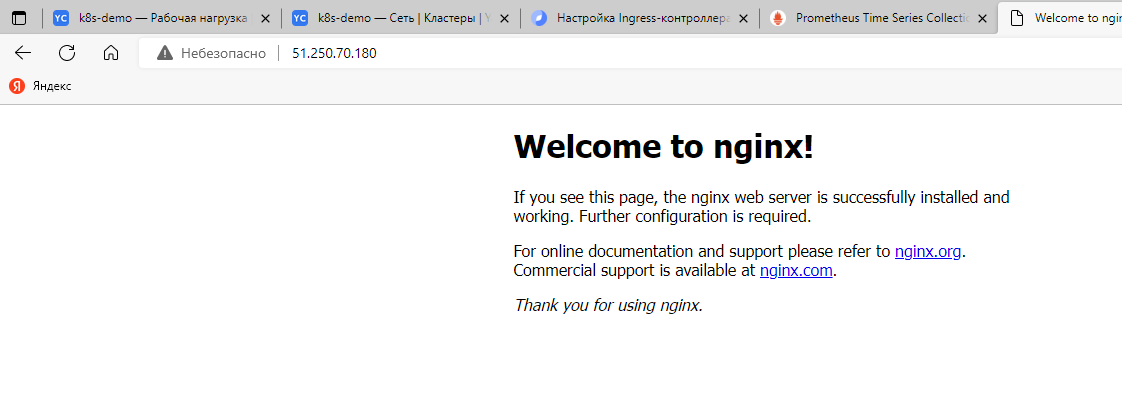 YC k8s-demo — Рабочая нагрузка
YC k8s-demo — Сеть | Кластеры |
Настройка Ingress-контроллера
Prometheus Time Series Collecti
Welcome to ngin
Небезопасно | 51.250.70.180
Я Яндекс
Welcome to nginx!
If you see this page, the nginx web server is successfully installed and
working. Further configuration is required.
For online documentation and support please refer to nginx.org.
Commercial support is available at nginx.com.
Thank you for using nginx.